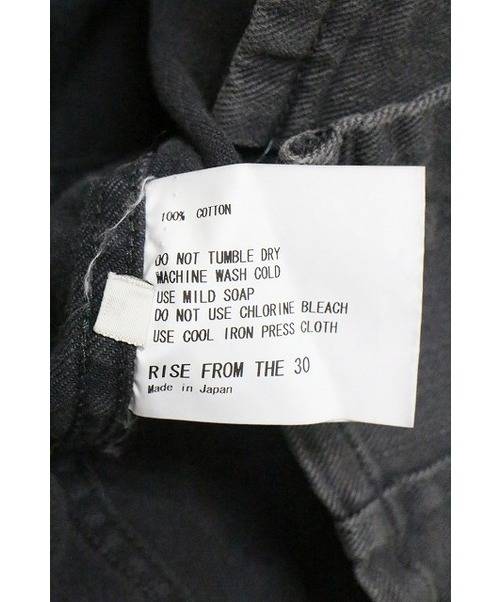 100% COTTON
DO NOT TUMBLE DRY
MACHINE WASH COLD
USE MILD SOAP
DO NOT USE CHLORINE BLEACH
USE COOL IRON PRESS CLOTH
RISE FROM THE 30
Made in Japan